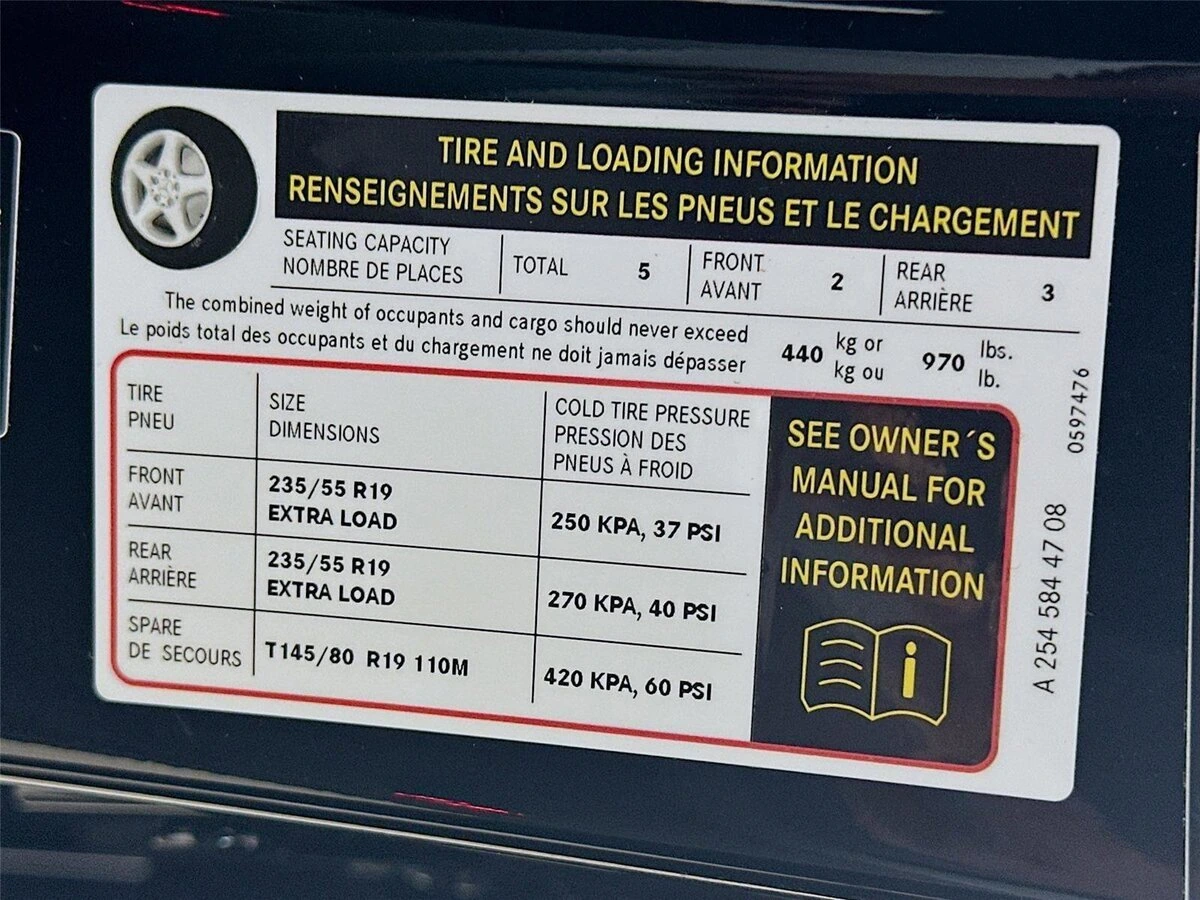 TIRE AND LOADING INFORMATION
RENSEIGNEMENTS SUR LES PNEUS ET LE CHARGEMENT
SEATING CAPACITY
NOMBRE DE PLACES
TOTAL 5
FRONT
AVANT
2
REAR
ARRIÈRE
3
The combined weight of occupants and cargo should never exceed
Le poids total des occupants et du chargement ne doit jamais dépasser
440
kg or
kg ou
970
lbs.
lb.
TIRE
PNEU
SIZE
DIMENSIONS
COLD TIRE PRESSURE
PRESSION DES
PNEUS À FROID
FRONT
AVANT
235/55 R19
EXTRA LOAD
250 KPA, 37 PSI
REAR
ARRIÈRE
235/55 R19
EXTRA LOAD
270 KPA, 40 PSI
SPARE
DE SECOURS
T145/80 R19 110M
420 KPA, 60 PSI
SEE OWNER´S
MANUAL FOR
ADDITIONAL
INFORMATION
0597476
A 254 584 47 08